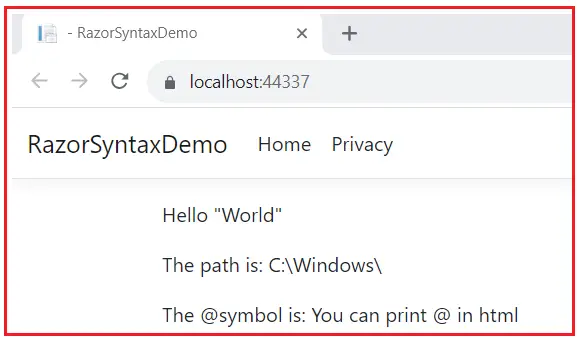 - RazorSyntaxDemo
localhost:44337
RazorSyntaxDemo Home Privacy
Hello "World"
The path is: C:\Windows\
The @symbol is: You can print @ in html